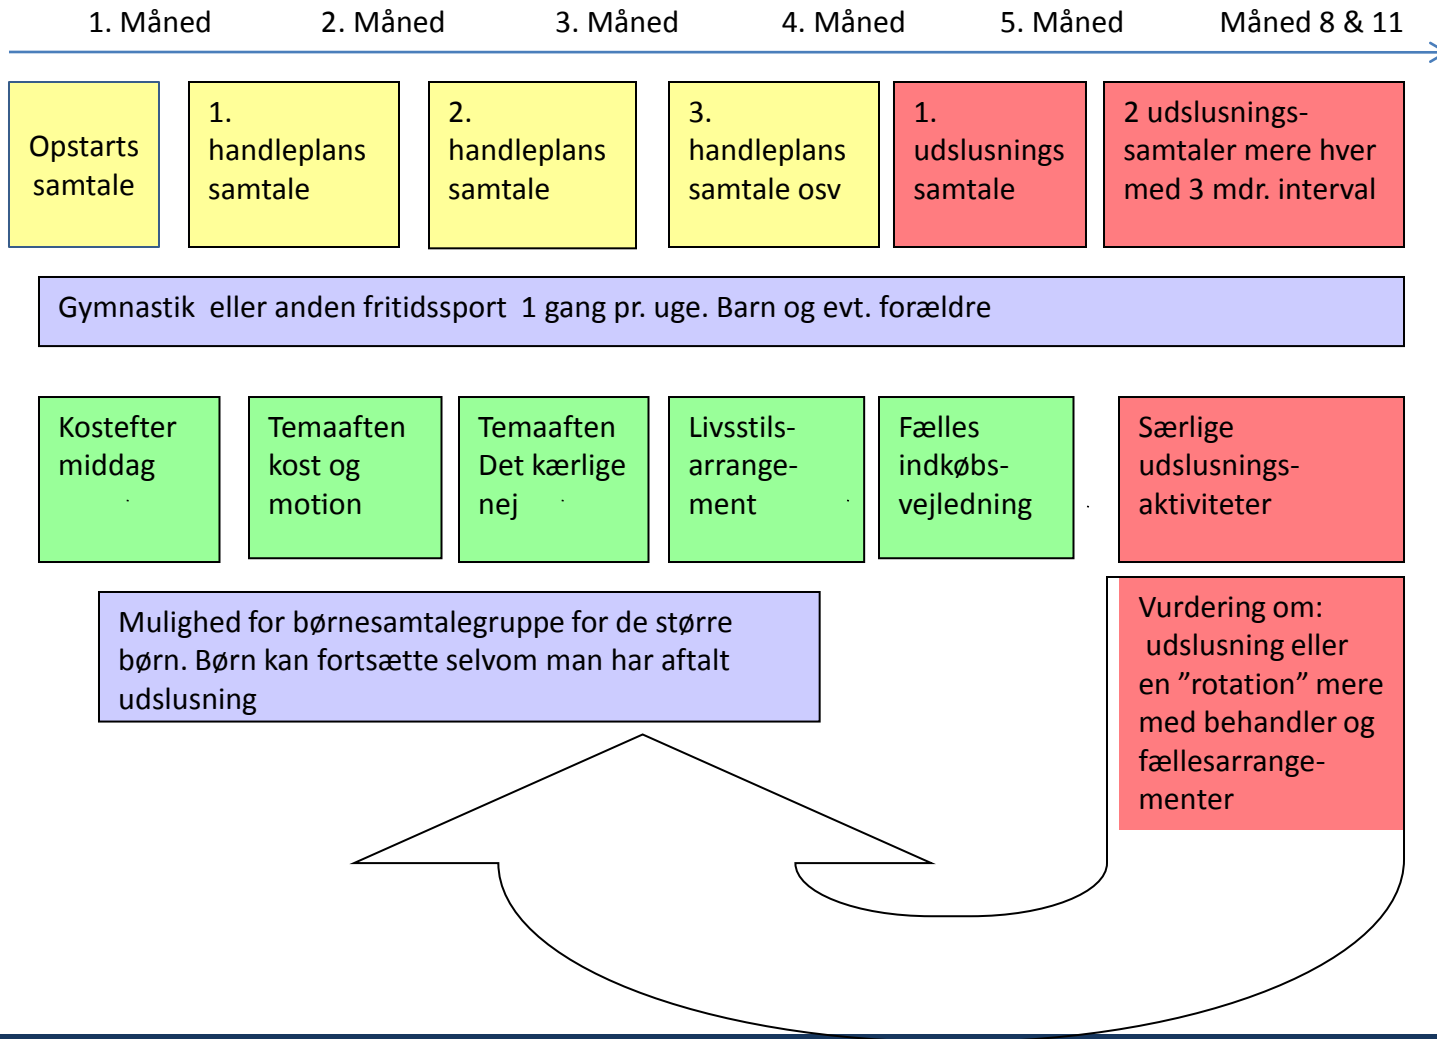 1. Måned 2. Måned 3. Måned 4. Måned 5. Måned Måned 8 & 11
Opstarts
samtale
1.
handleplans
samtale
2.
handleplans
samtale
3.
handleplans
samtale osv
1.
udslusnings
samtale
2 udslusnings-
samtaler mere hver
med 3 mdr. interval
Gymnastik eller anden fritidssport 1 gang pr. uge. Barn og evt. forældre
Kostefter
middag
Temaaften
kost og
motion
Temaaften
Det kærlige
nej
Livsstils-
arrange-
ment
Fælles
indkøbs-
vejledning
Særlige
udslusnings-
aktiviteter
Mulighed for børnesamtalegruppe for de større
børn. Børn kan fortsætte selvom man har aftalt
udslusning
Vurdering om:
udslusning eller
en ”rotation” mere
med behandler og
fællesarrange-
menter